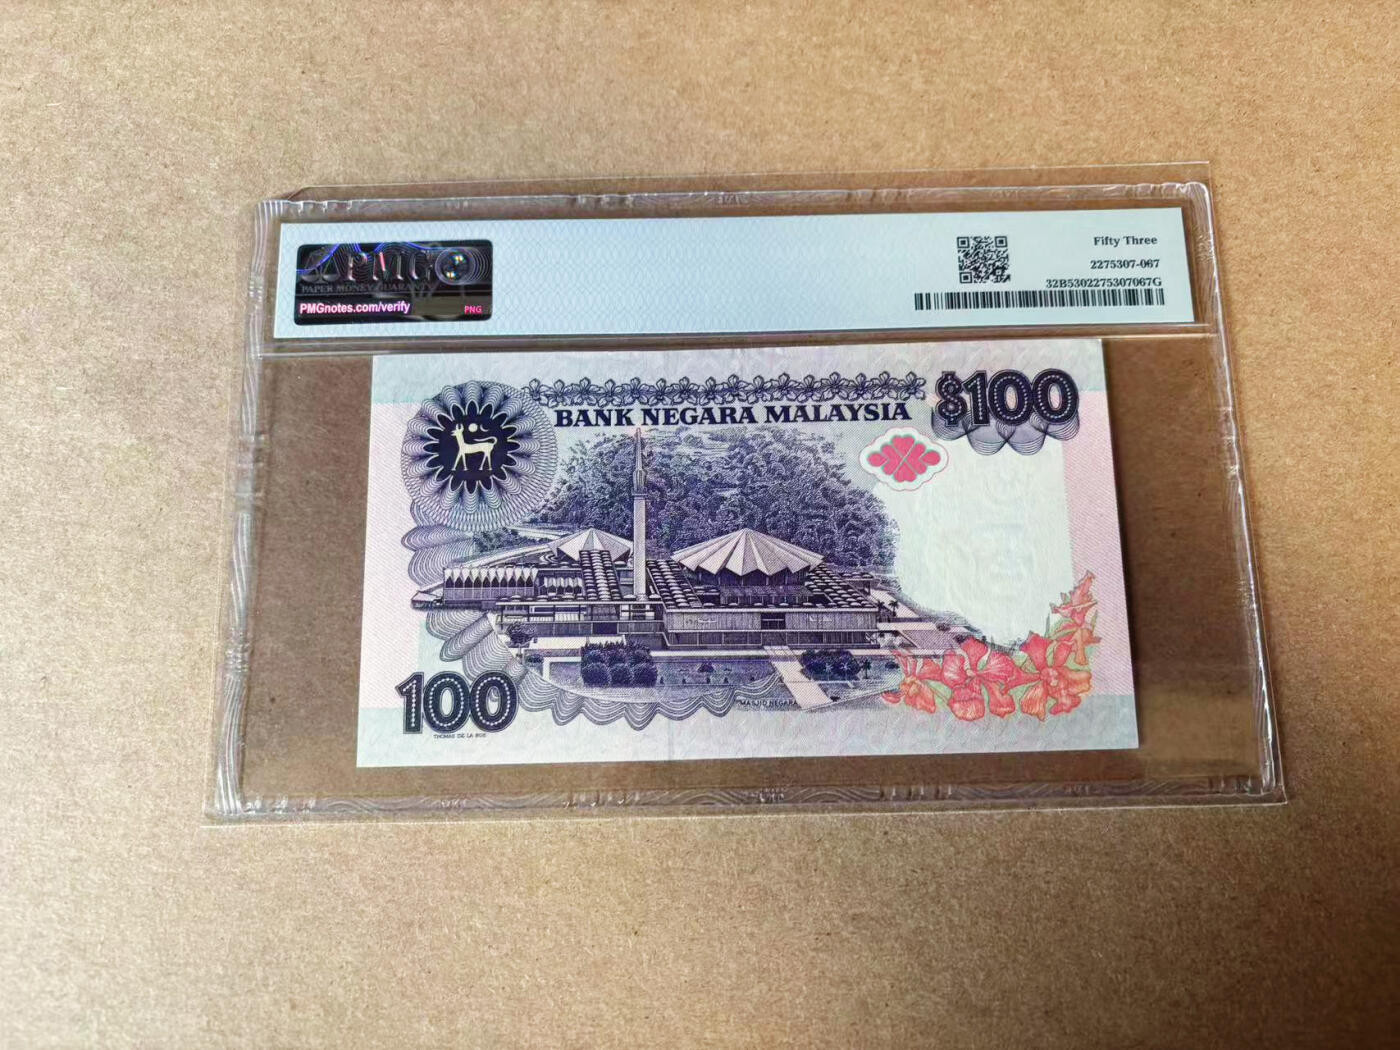 PMG
PAPER MONEY GUARANTY
PMGnotes.com/verify
PNG
Fifty Three
2275307-067
32B5302275307067G
BANK NEGARA MALAYSIA
$100
100
THOMAS DE LA RUE
MASJID NEGARA